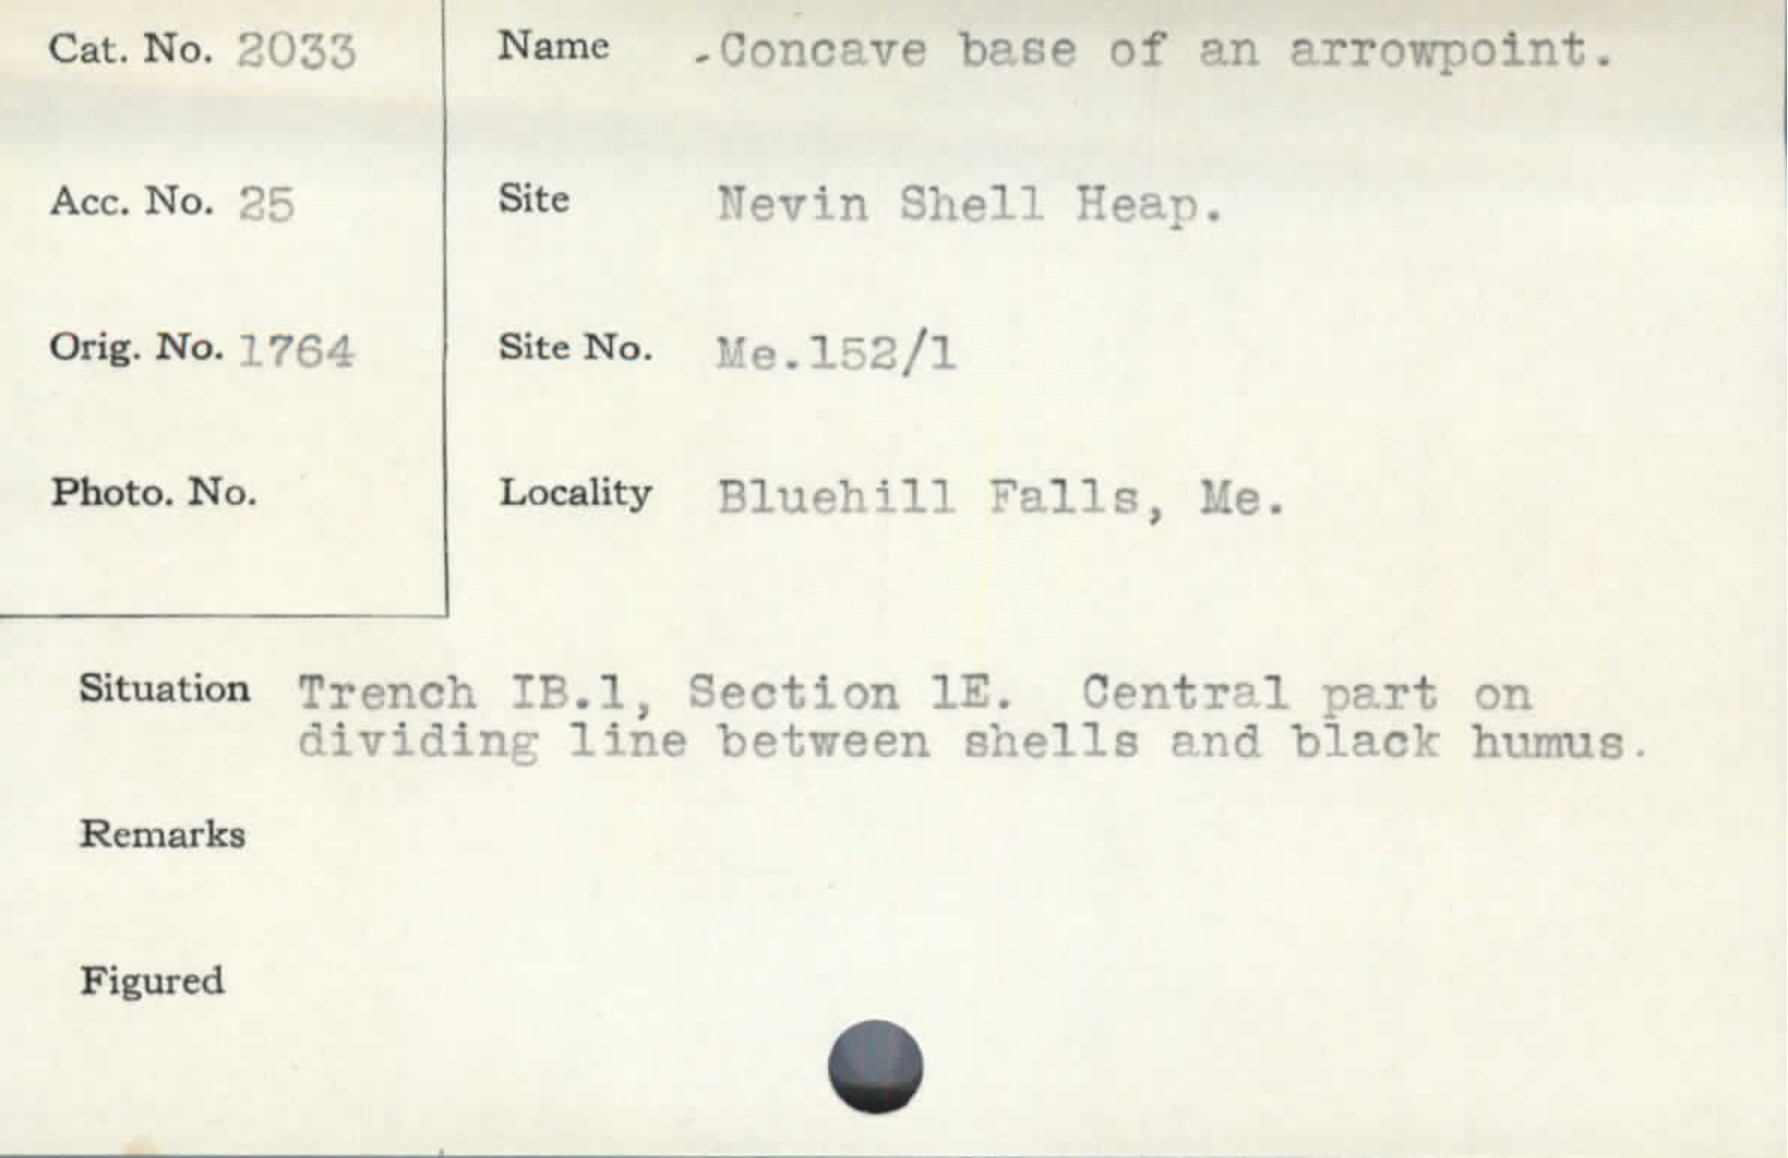 Cat. No. 2033
Name -Concave base of an arrowpoint.
Acc. No. 25
Site Nevin Shell Heap.
Orig. No. 1764
Site No. Me.152/1
Photo. No.
Locality Bluehill Falls, Me.
Situation Trench IB.1, Section 1E. Central part on
dividing line between shells and black humus.
Remarks
Figured